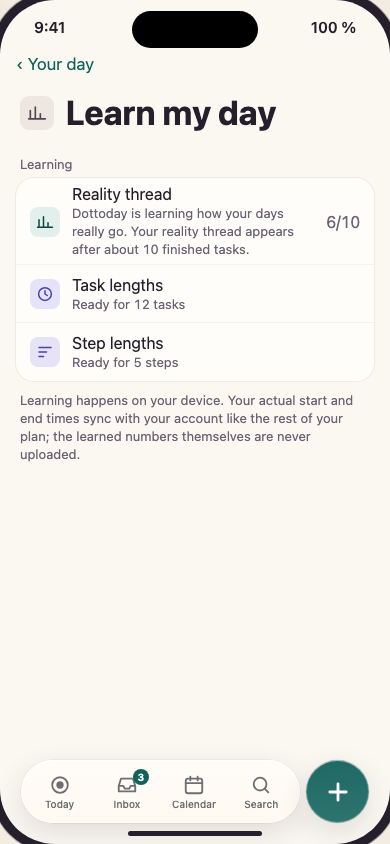 9:41
100 %
‹ Your day
Learn my day
Learning
Reality thread
Dottoday is learning how your days
really go. Your reality thread appears
after about 10 finished tasks.
6/10
Task lengths
Ready for 12 tasks
Step lengths
Ready for 5 steps
Learning happens on your device. Your actual start and
end times sync with your account like the rest of your
plan; the learned numbers themselves are never
uploaded.
3
Today
Inbox
Calendar
Search